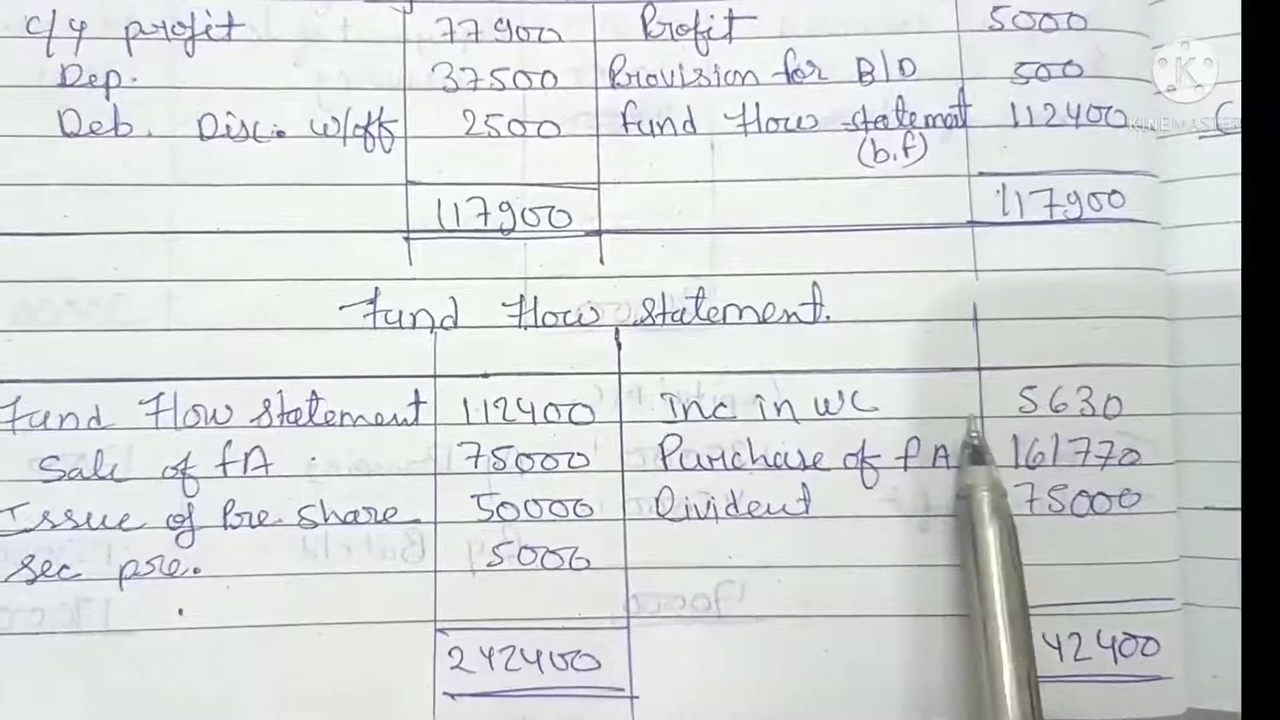 C/Y profit 77900 Profit 5000
Dep. 37500 Provision for B/D 500
Deb. Disc. w/off 2500 fund flow statement 112400
(b.f)
117900 117900
Fund Flow statement.
Fund Flow statement 112400 Inc in WC 5630
Sale of fA 75000 Purchase of fA 161770
Issue of Pre share 50000 Divident 75000
sec pre. 5000
242400 42400
K
KINEMASTER